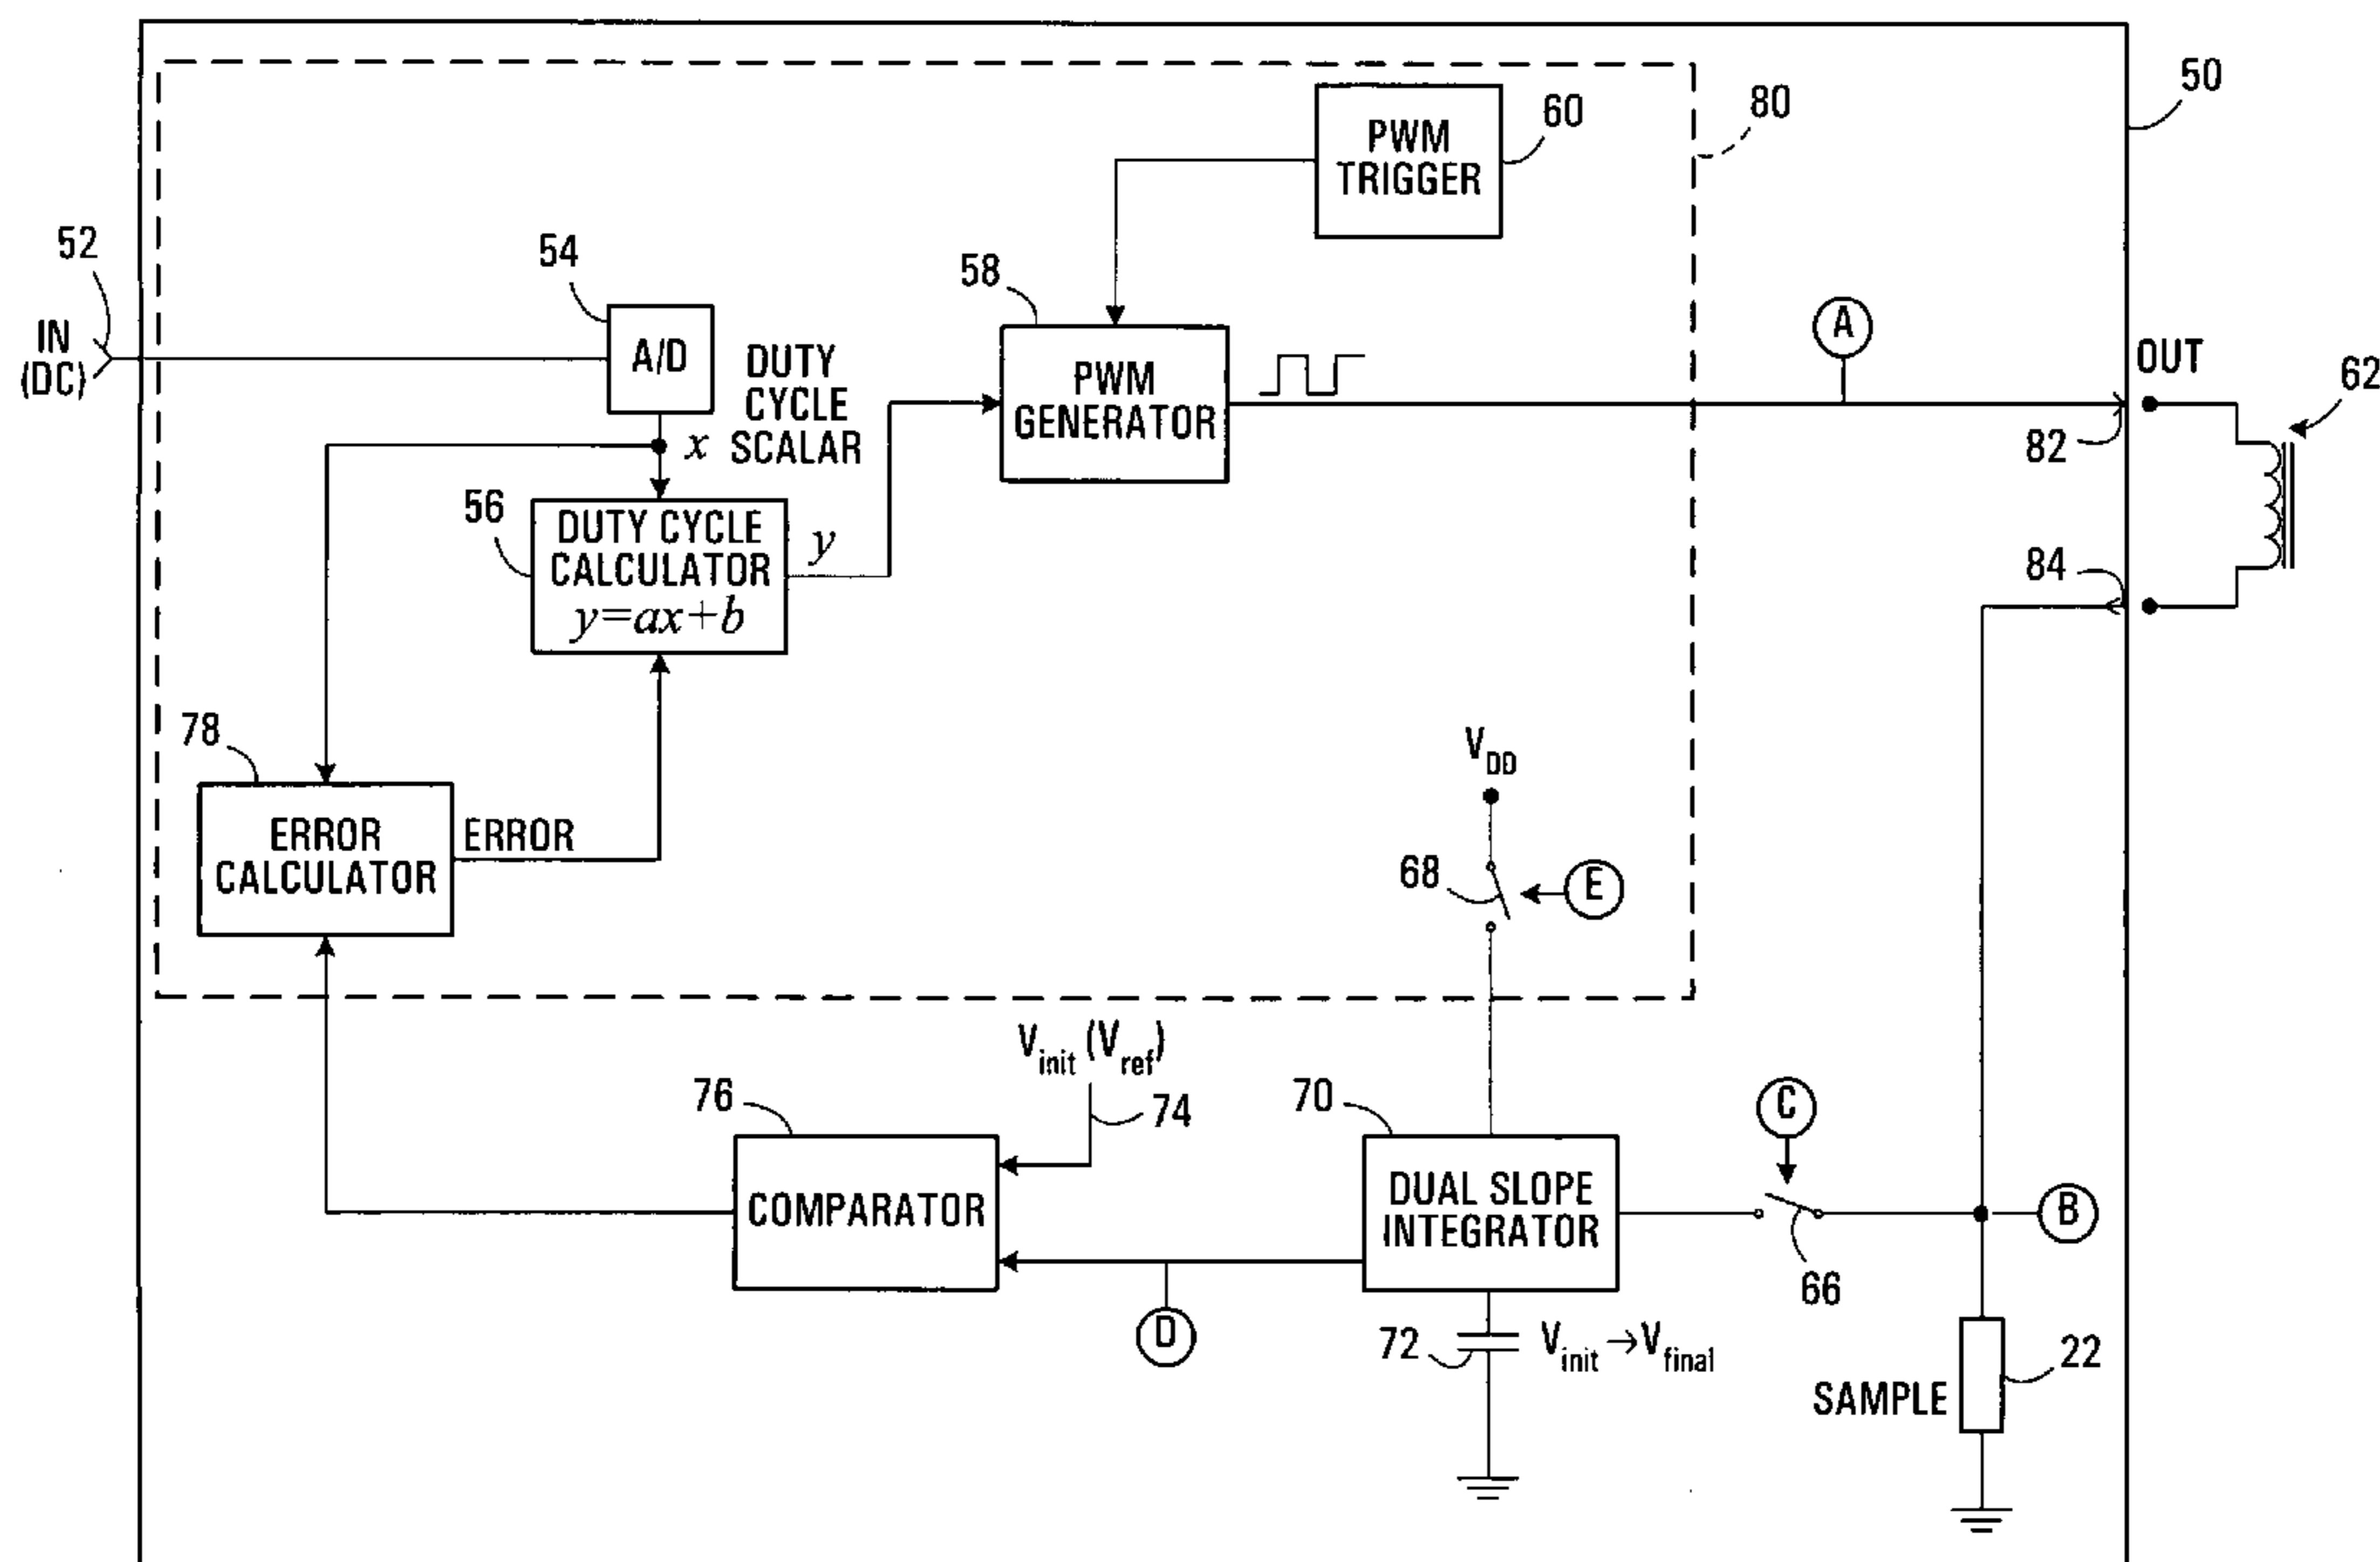 50
80
60
PWM
TRIGGER
52
54
58
IN
(DC)
A/D
DUTY
CYCLE
SCALAR
x
PWM
GENERATOR
A
OUT
62
82
56
DUTY CYCLE
CALCULATOR
y=ax+b
y
84
78
ERROR
CALCULATOR
ERROR
VDD
68
E
Vinit (Vref)
76
74
70
C
COMPARATOR
DUAL SLOPE
INTEGRATOR
B
66
D
72
Vinit →Vfinal
SAMPLE
22